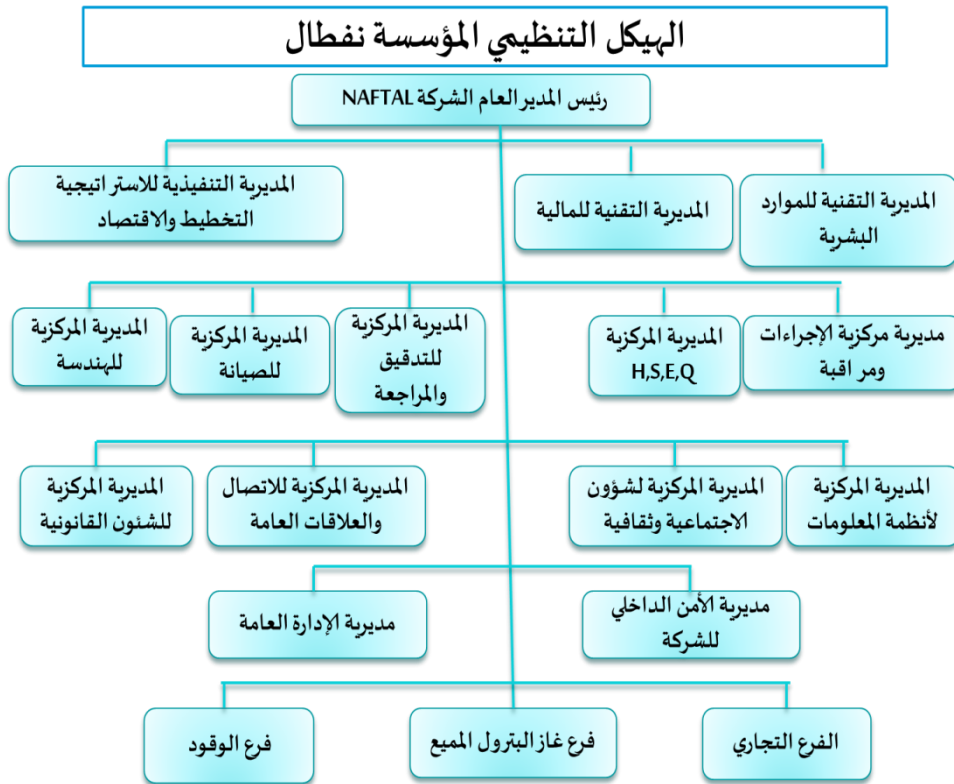 الهيكل التنظيمي المؤسسة نفطال
رئيس المدير العام الشركة NAFTAL
المديرية التقنية للموارد
البشرية
المديرية التقنية للمالية
المديرية التنفيذية للاستراتيجية
التخطيط والاقتصاد
مديرية مركزية الإجراءات
ومراقبة
المديرية المركزية
H,S,E,Q
المديرية المركزية
للتدقيق
والمراجعة
المديرية المركزية
للصيانة
المديرية المركزية
للهندسة
المديرية المركزية
لأنظمة المعلومات
المديرية المركزية لشؤون
الاجتماعية وثقافية
المديرية المركزية للاتصال
والعلاقات العامة
المديرية المركزية
للشئون القانونية
مديرية الأمن الداخلي
للشركة
مديرية الإدارة العامة
الفرع التجاري
فرع غاز البترول المميع
فرع الوقود